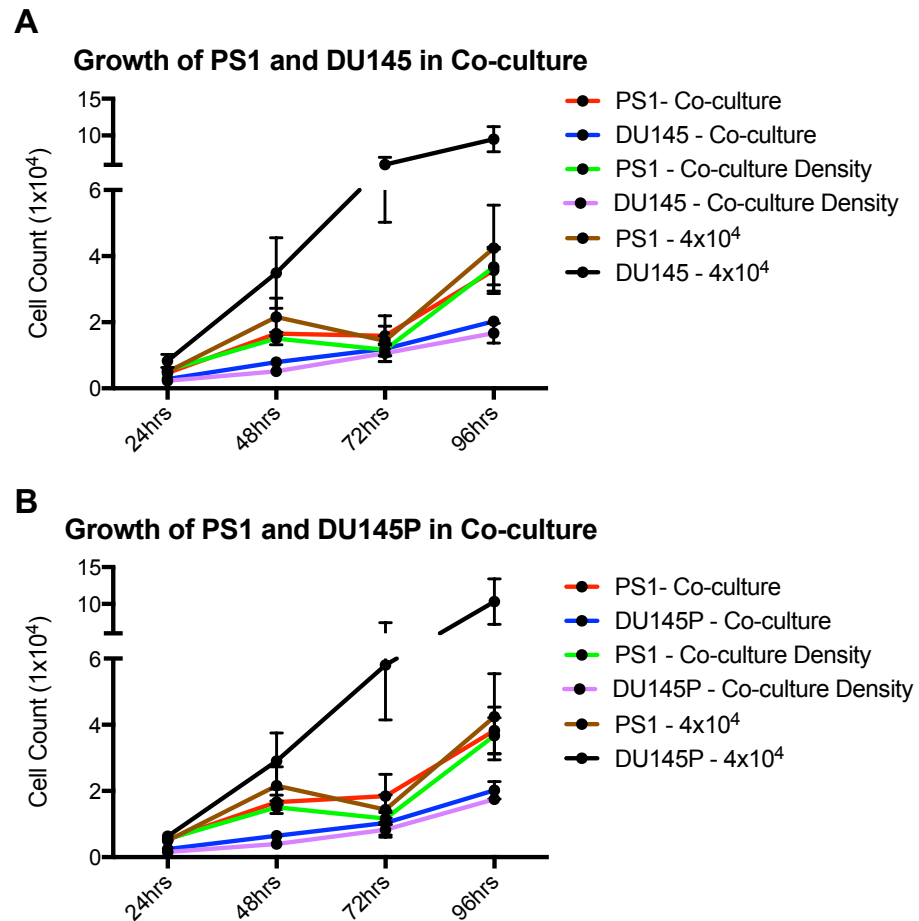 A
Growth of PS1 and DU145 in Co-culture
15
10
6
4
2
0
Cell Count (1x10⁴)
24hrs
48hrs
72hrs
96hrs
PS1- Co-culture
DU145 - Co-culture
PS1 - Co-culture Density
DU145 - Co-culture Density
PS1 - 4x10⁴
DU145 - 4x10⁴
B
Growth of PS1 and DU145P in Co-culture
15
10
6
4
2
0
Cell Count (1x10⁴)
24hrs
48hrs
72hrs
96hrs
PS1- Co-culture
DU145P - Co-culture
PS1 - Co-culture Density
DU145P - Co-culture Density
PS1 - 4x10⁴
DU145P - 4x10⁴